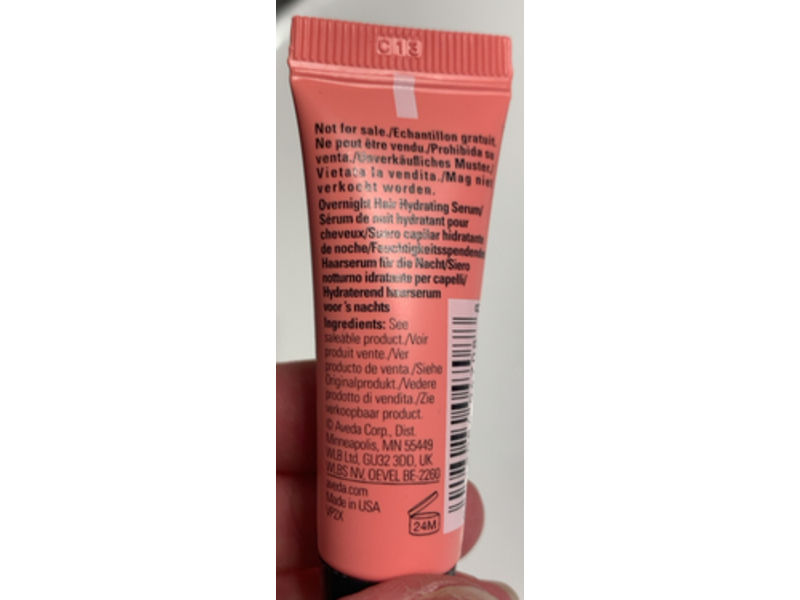 C13
Not for sale./Echantillon gratuit.
Ne peut être vendu./Prohibida su
venta./Unverkäufliches Muster./
Vietata la vendita./Mag niet
verkocht worden.
Overnight Hair Hydrating Serum/
Sérum de nuit hydratant pour
cheveux/Suero capilar hidratante
de noche/Feuchtigkeitsspendendes
Haarserum für die Nacht/Siero
notturno idratante per capelli/
Hydraterend haarserum
voor 's nachts
Ingredients: See
saleable product./Voir
produit vente./Ver
producto de venta./Siehe
Originalprodukt./Vedere
prodotto di vendita./Zie
verkoopbaar product.
© Aveda Corp., Dist.
Minneapolis, MN 55449
WLB Ltd, GU32 3DD, UK
WLBS NV, OEVEL BE-2260
aveda.com
Made in USA
VP2X
24M